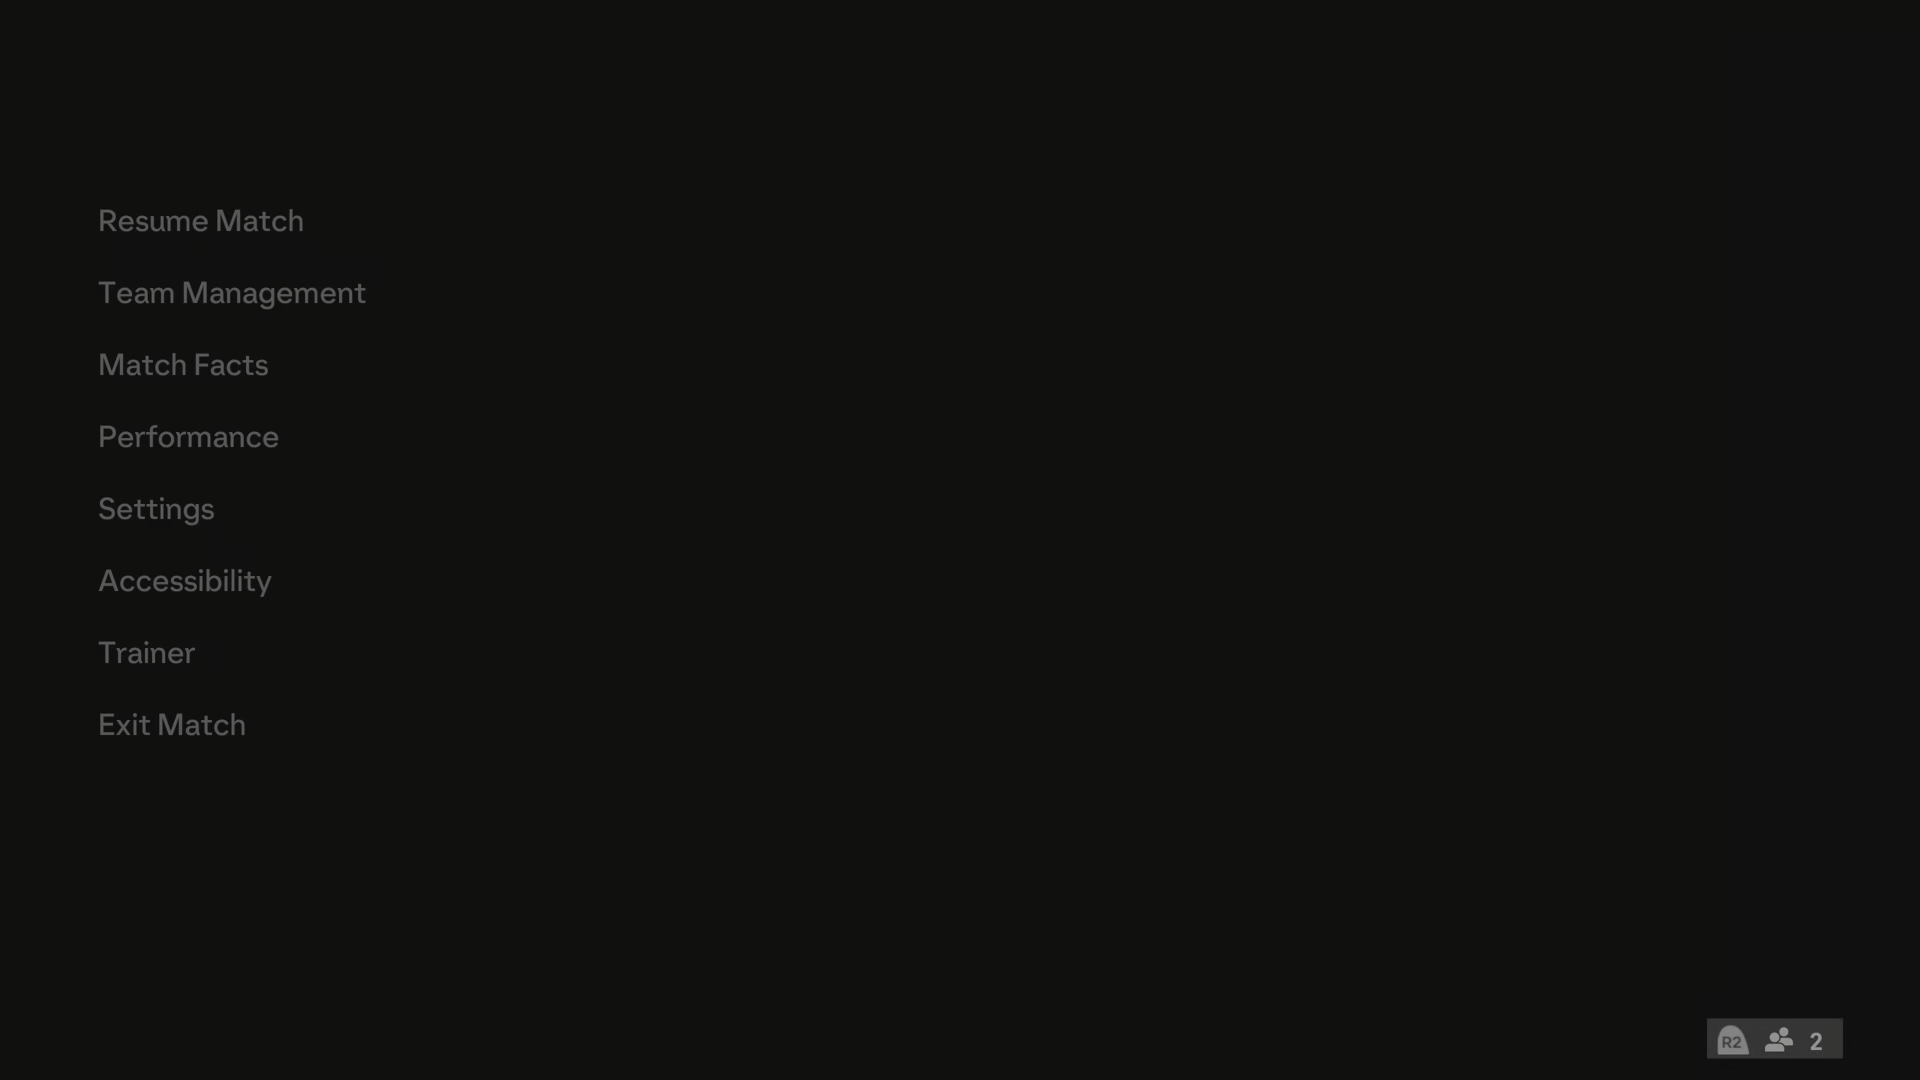 Resume Match
Team Management
Match Facts
Performance
Settings
Accessibility
Trainer
Exit Match
R2 2